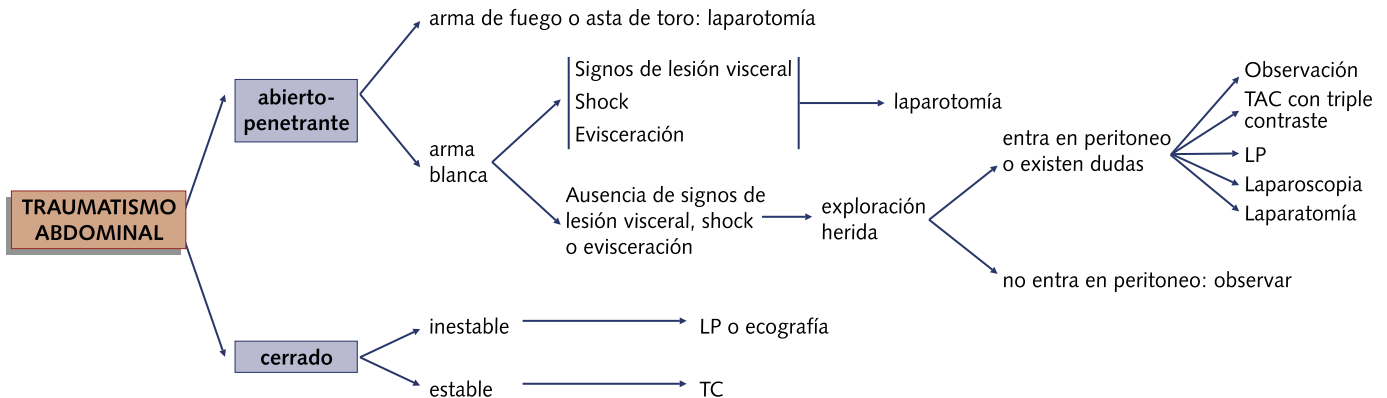 TRAUMATISMO
ABDOMINAL
abierto-
penetrante
arma de fuego o asta de toro: laparotomía
arma
blanca
Signos de lesión visceral
Shock
Evisceración
laparotomía
Ausencia de signos de
lesión visceral, shock
o evisceración
exploración
herida
entra en peritoneo
o existen dudas
Observación
TAC con triple
contraste
LP
Laparoscopia
Laparatomía
no entra en peritoneo: observar
cerrado
inestable
LP o ecografía
estable
TC